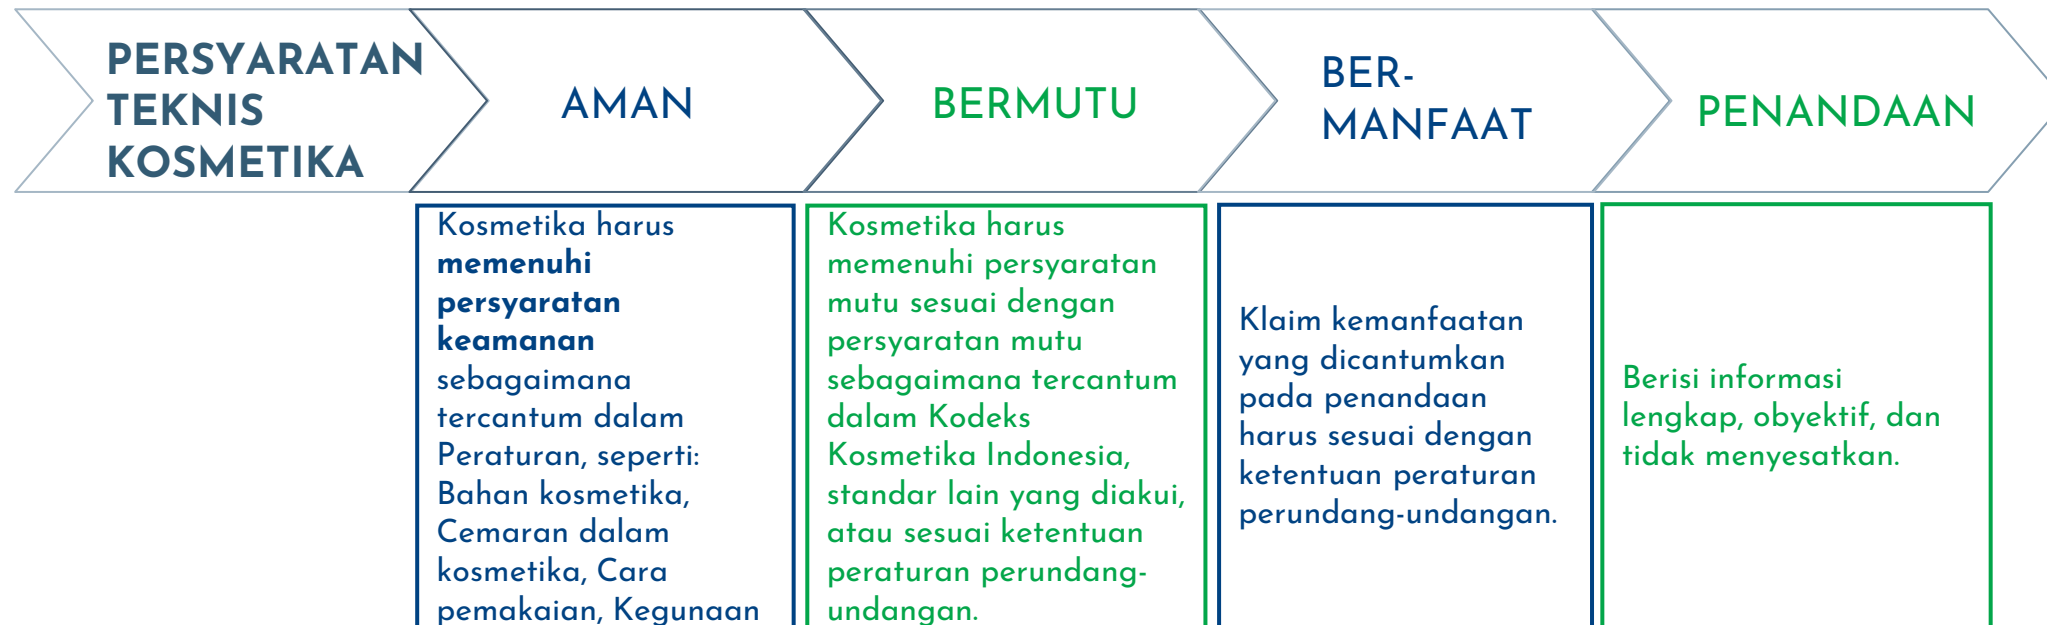 PERSYARATAN
TEKNIS
KOSMETIKA
AMAN
BERMUTU
BER-
MANFAAT
PENANDAAN
Kosmetika harus
memenuhi
persyaratan
keamanan
sebagaimana
tercantum dalam
Peraturan, seperti:
Bahan kosmetika,
Cemaran dalam
kosmetika, Cara
pemakaian, Kegunaan
Kosmetika harus
memenuhi persyaratan
mutu sesuai dengan
persyaratan mutu
sebagaimana tercantum
dalam Kodeks
Kosmetika Indonesia,
standar lain yang diakui,
atau sesuai ketentuan
peraturan perundang-
undangan.
Klaim kemanfaatan
yang dicantumkan
pada penandaan
harus sesuai dengan
ketentuan peraturan
perundang-undangan.
Berisi informasi
lengkap, obyektif, dan
tidak menyesatkan.